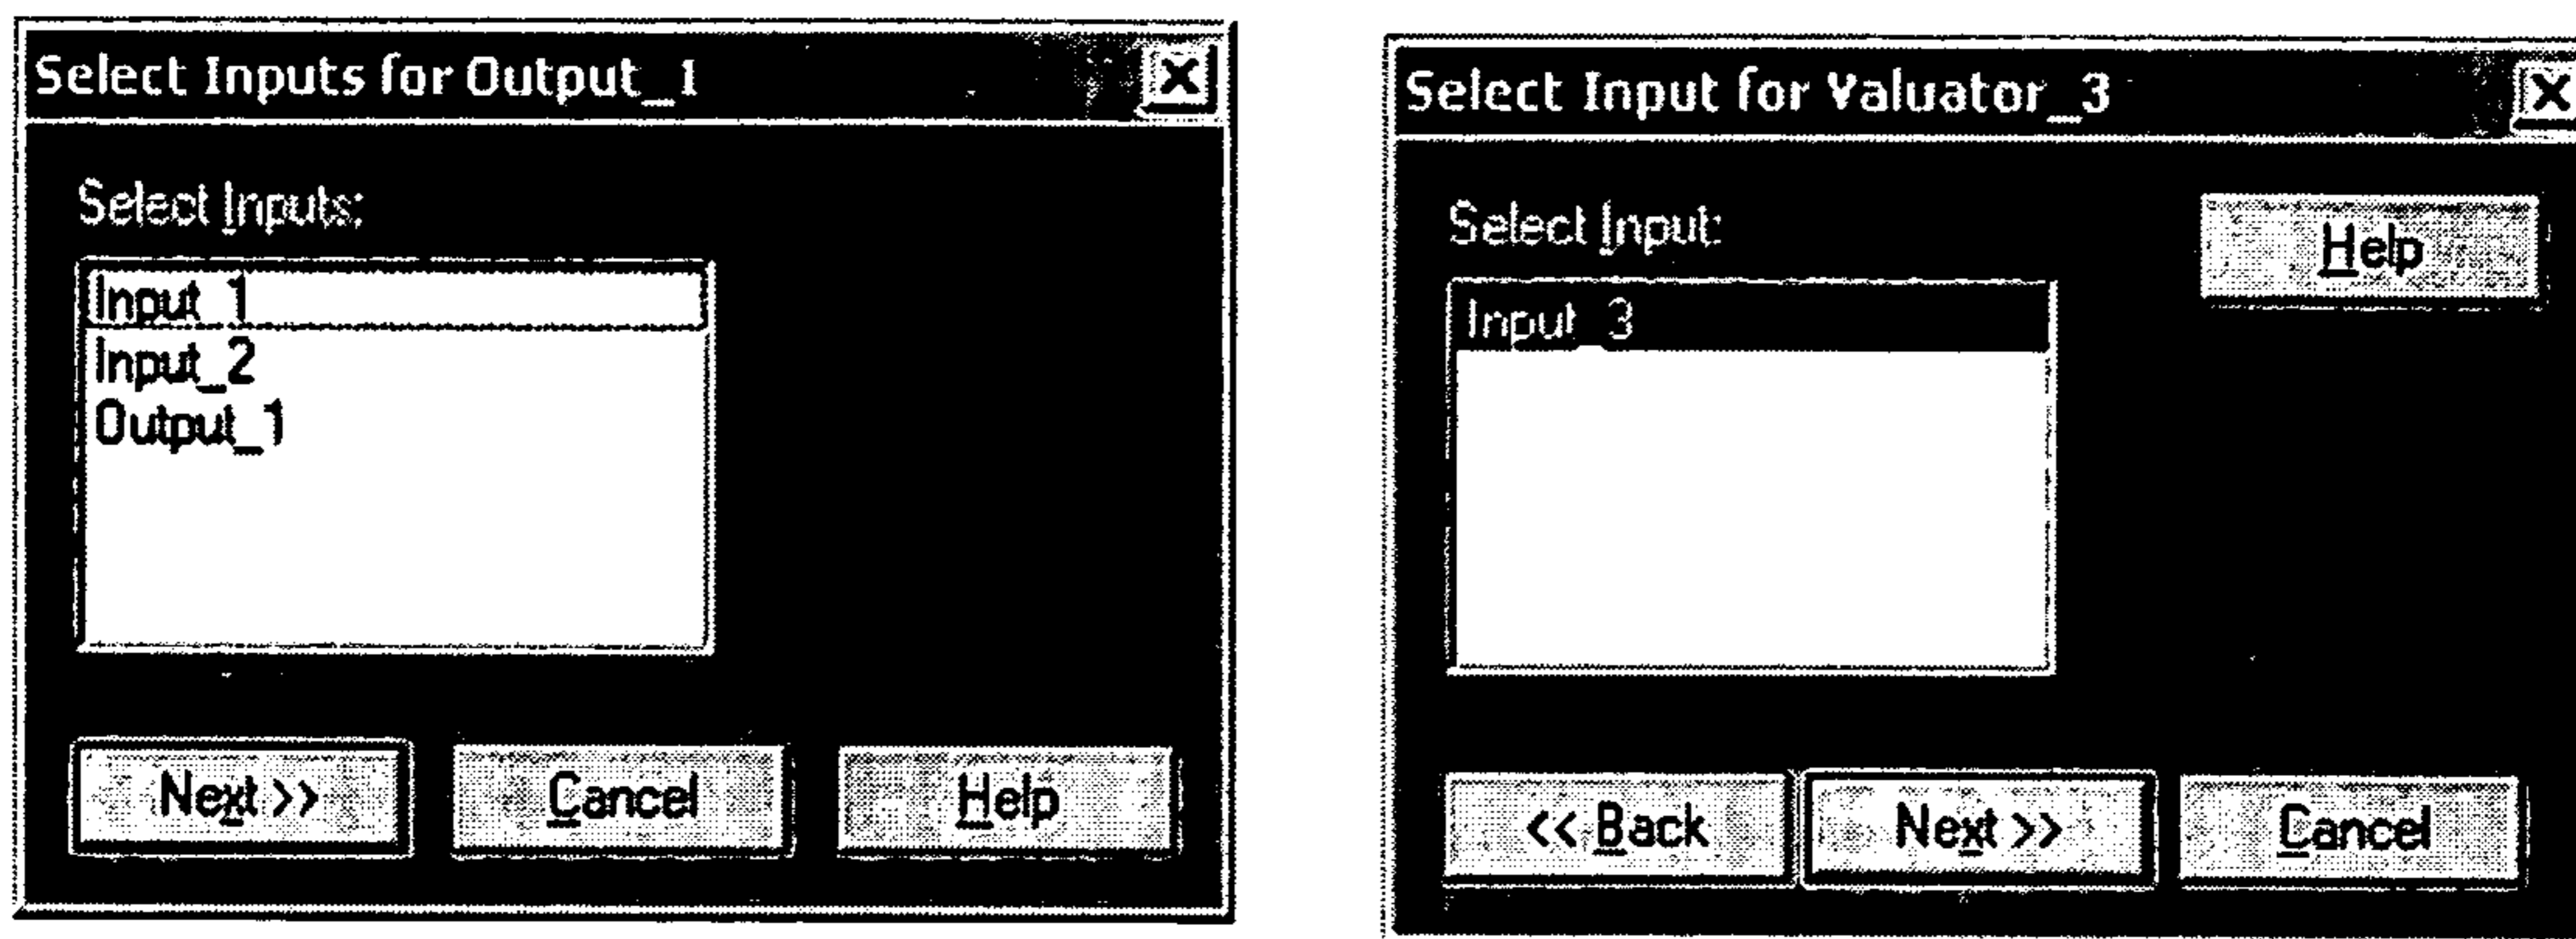 Select Inputs for Output_1
Select Inputs:
Input_1
Input_2
Output_1
Next >>
Cancel
Help
Select Input for Valuator_3
Select Input:
Help
Input_3
<< Back
Next >>
Cancel